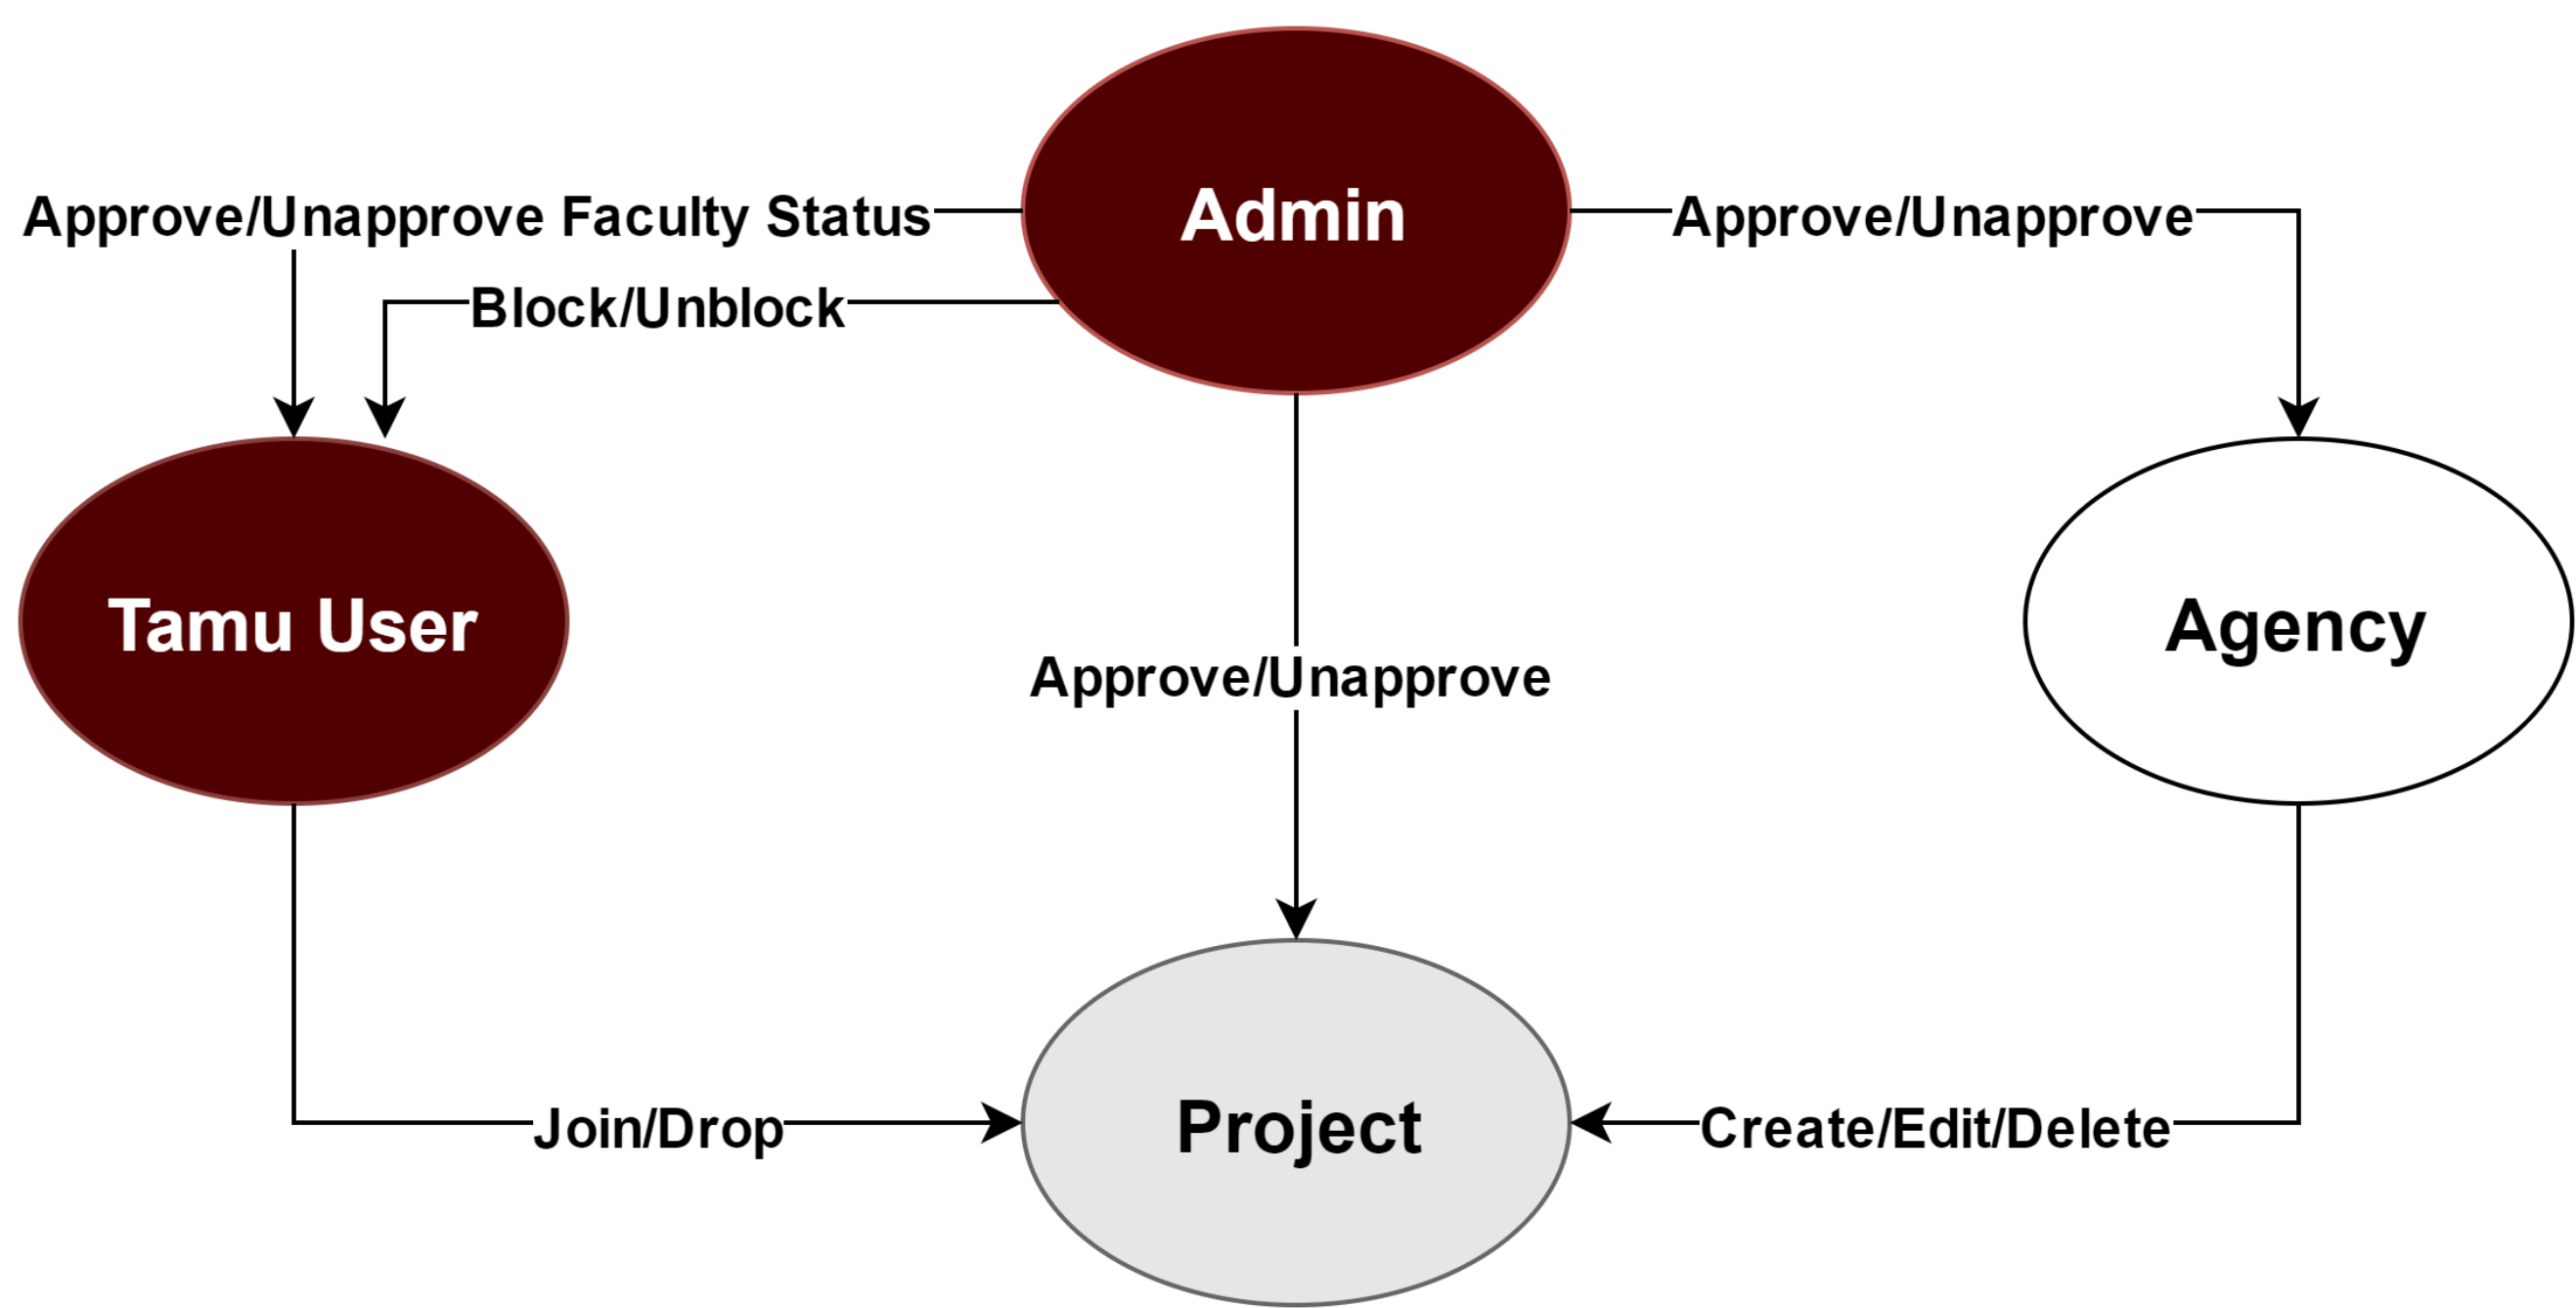 Admin
Approve/Unapprove Faculty Status
Approve/Unapprove
Block/Unblock
Tamu User
Agency
Approve/Unapprove
Project
Join/Drop
Create/Edit/Delete